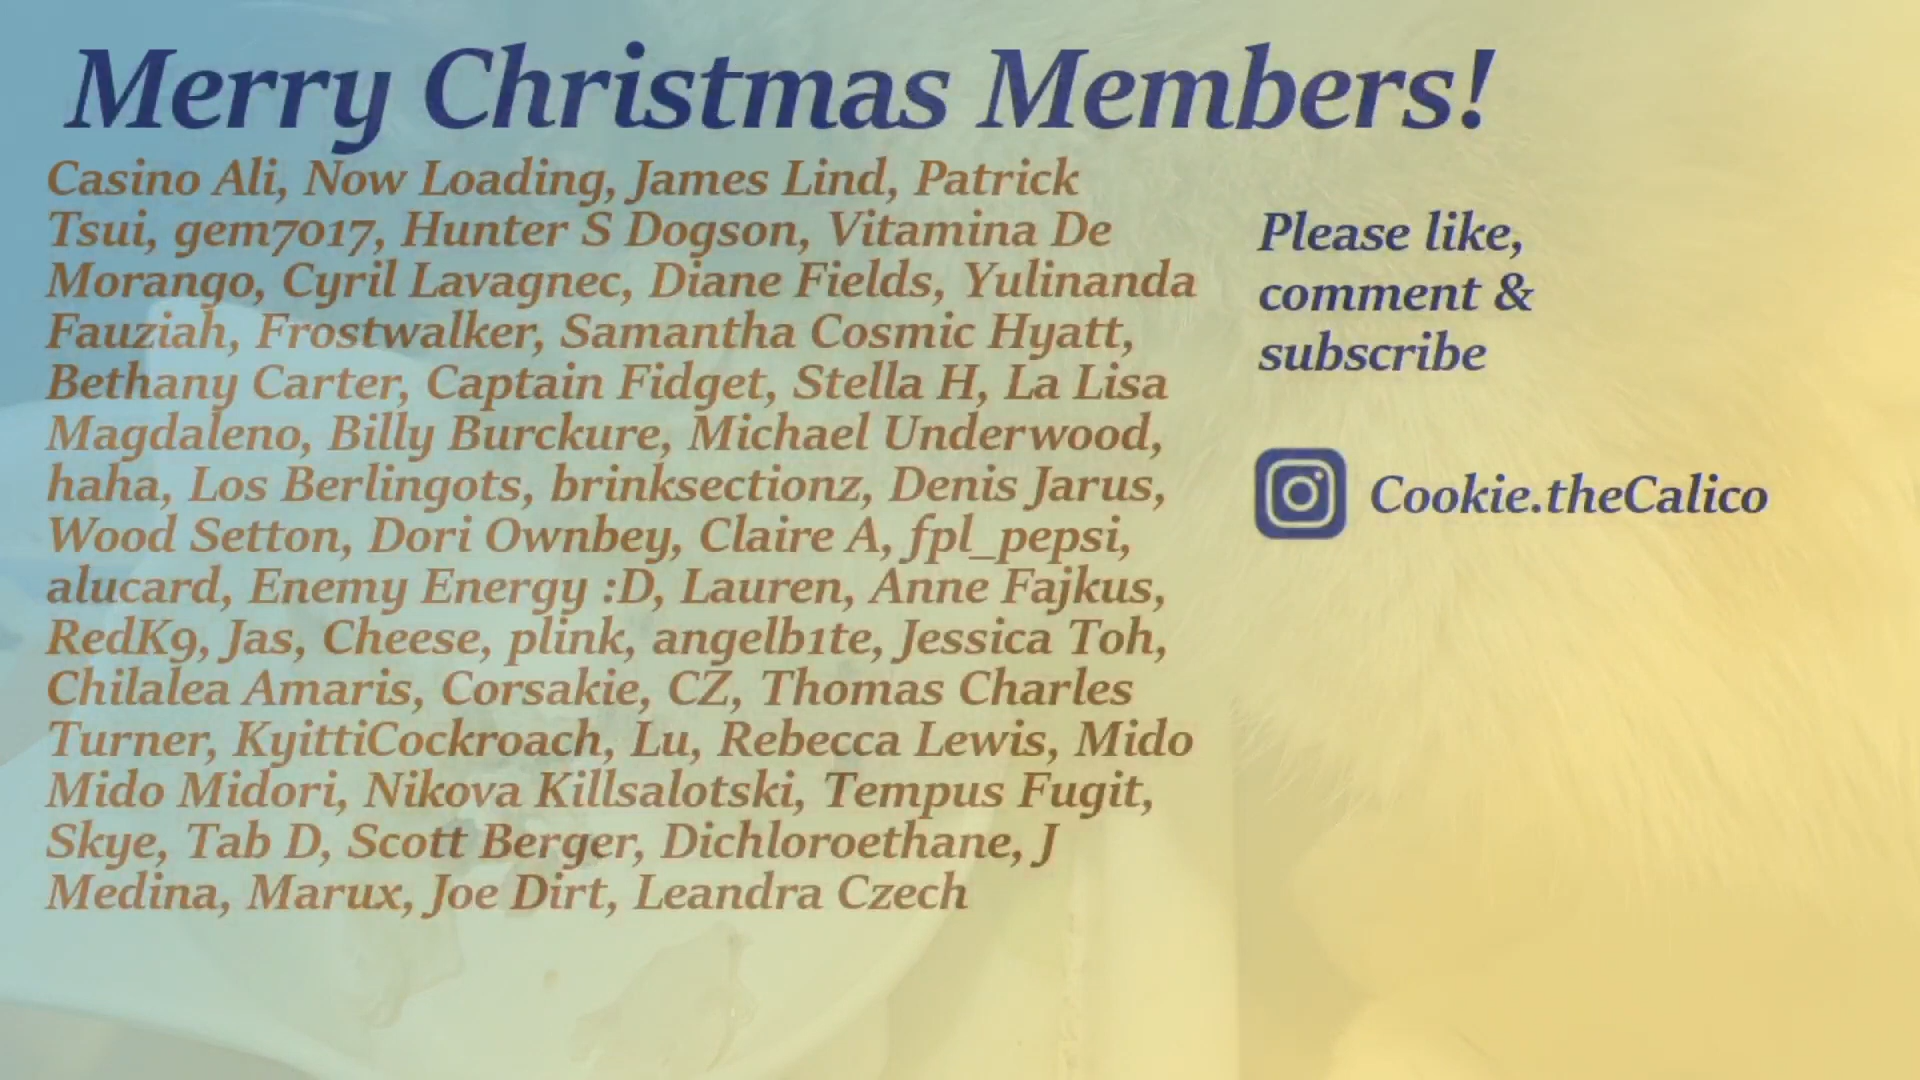 Merry Christmas Members!
Casino Ali, Now Loading, James Lind, Patrick
Tsui, gem7017, Hunter S Dogson, Vitamina De
Morango, Cyril Lavagnec, Diane Fields, Yulinanda
Fauziah, Frostwalker, Samantha Cosmic Hyatt,
Bethany Carter, Captain Fidget, Stella H, La Lisa
Magdaleno, Billy Burckure, Michael Underwood,
haha, Los Berlingots, brinksectionz, Denis Jarus,
Wood Setton, Dori Ownbey, Claire A, fpl_pepsi,
alucard, Enemy Energy :D, Lauren, Anne Fajkus,
RedK9, Jas, Cheese, plink, angelb1te, Jessica Toh,
Chilalea Amaris, Corsakie, CZ, Thomas Charles
Turner, KyittiCockroach, Lu, Rebecca Lewis, Mido
Mido Midori, Nikova Killsalotski, Tempus Fugit,
Skye, Tab D, Scott Berger, Dichloroethane, J
Medina, Marux, Joe Dirt, Leandra Czech
Please like,
comment &
subscribe
Cookie.theCalico